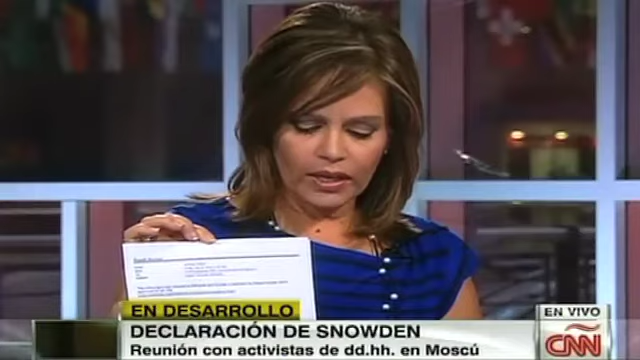 EN DESARROLLO
DECLARACIÓN DE SNOWDEN
Reunión con activistas de dd.hh. en Moscú
EN VIVO
CNN